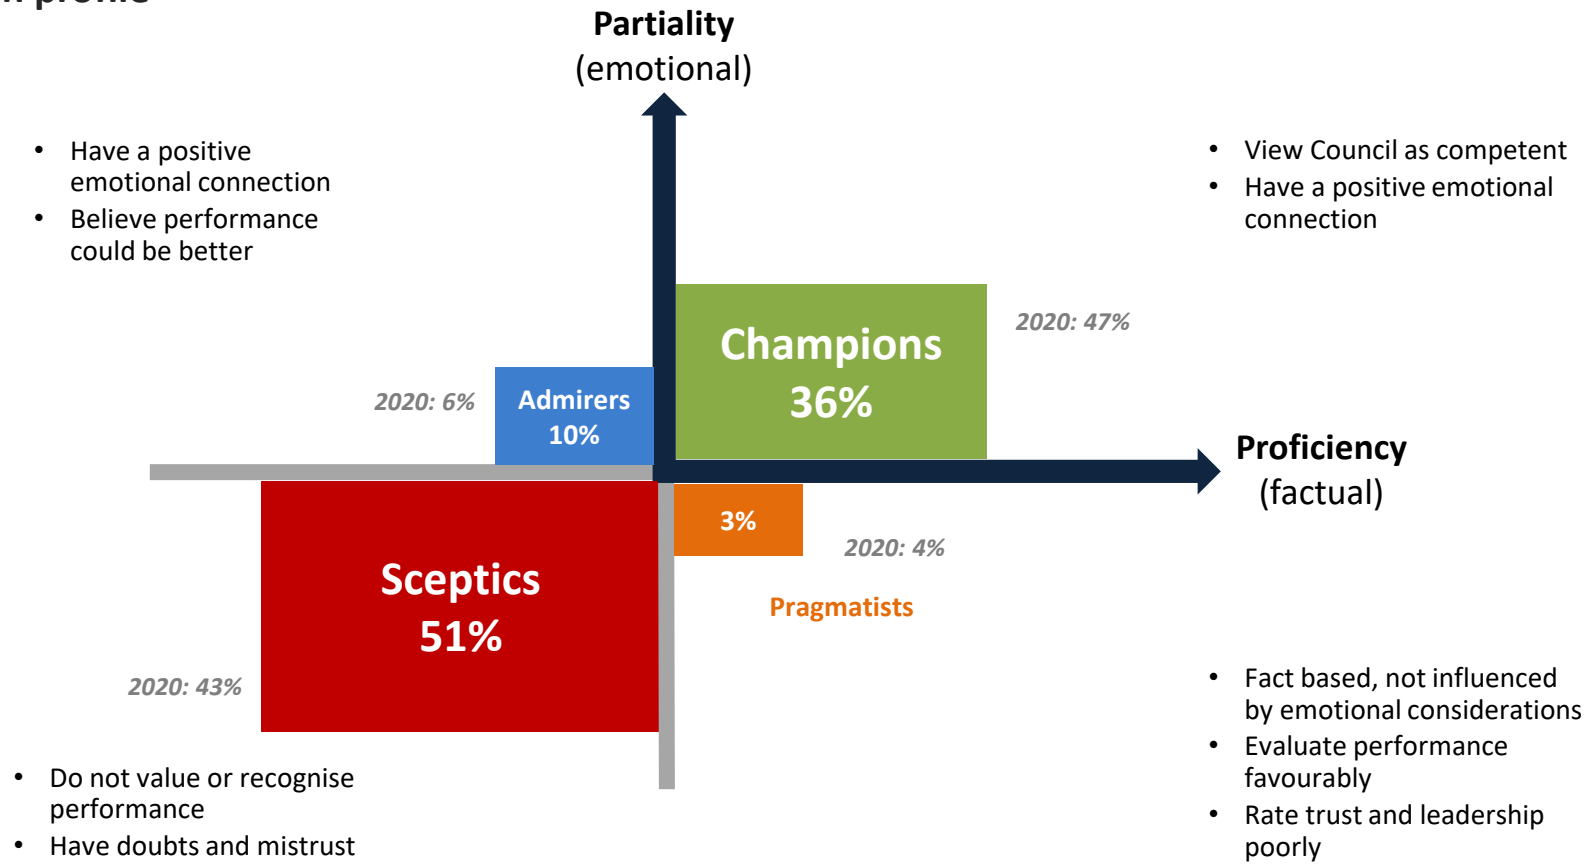 profile
Partiality
(emotional)
• Have a positive
emotional connection
• Believe performance
could be better
• View Council as competent
• Have a positive emotional
connection
2020: 47%
Champions
36%
2020: 6%
Admirers
10%
Proficiency
(factual)
3%
2020: 4%
Pragmatists
Sceptics
51%
2020: 43%
• Do not value or recognise
performance
• Have doubts and mistrust
• Fact based, not influenced
by emotional considerations
• Evaluate performance
favourably
• Rate trust and leadership
poorly